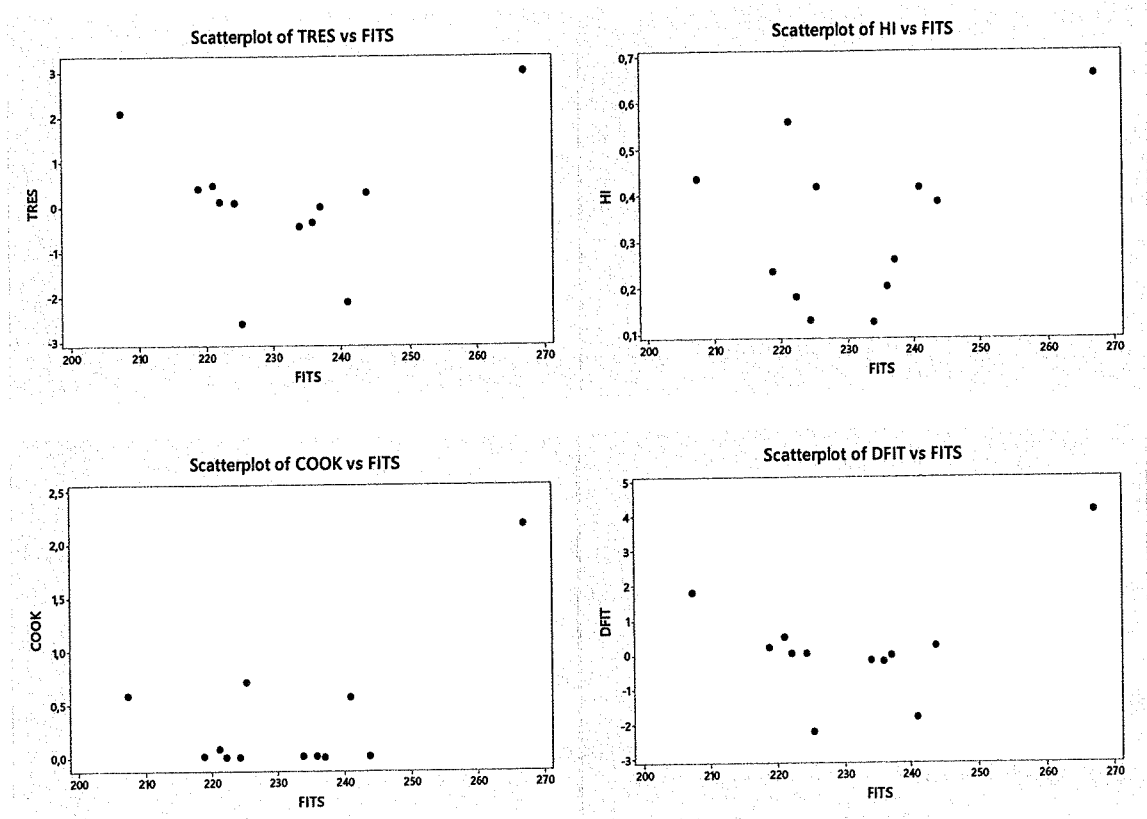 Scatterplot of TRES vs FITS
3
2
1
0
-1
-2
-3
TRES
200 210 220 230 240 250 260 270
FITS
Scatterplot of HI vs FITS
0,7
0,6
0,5
0,4
0,3
0,2
0,1
HI
200 210 220 230 240 250 260 270
FITS
Scatterplot of COOK vs FITS
2,5
2,0
1,5
1,0
0,5
0,0
COOK
200 210 220 230 240 250 260 270
FITS
Scatterplot of DFIT vs FITS
5
4
3
2
1
0
-1
-2
-3
DFIT
200 210 220 230 240 250 260 270
FITS